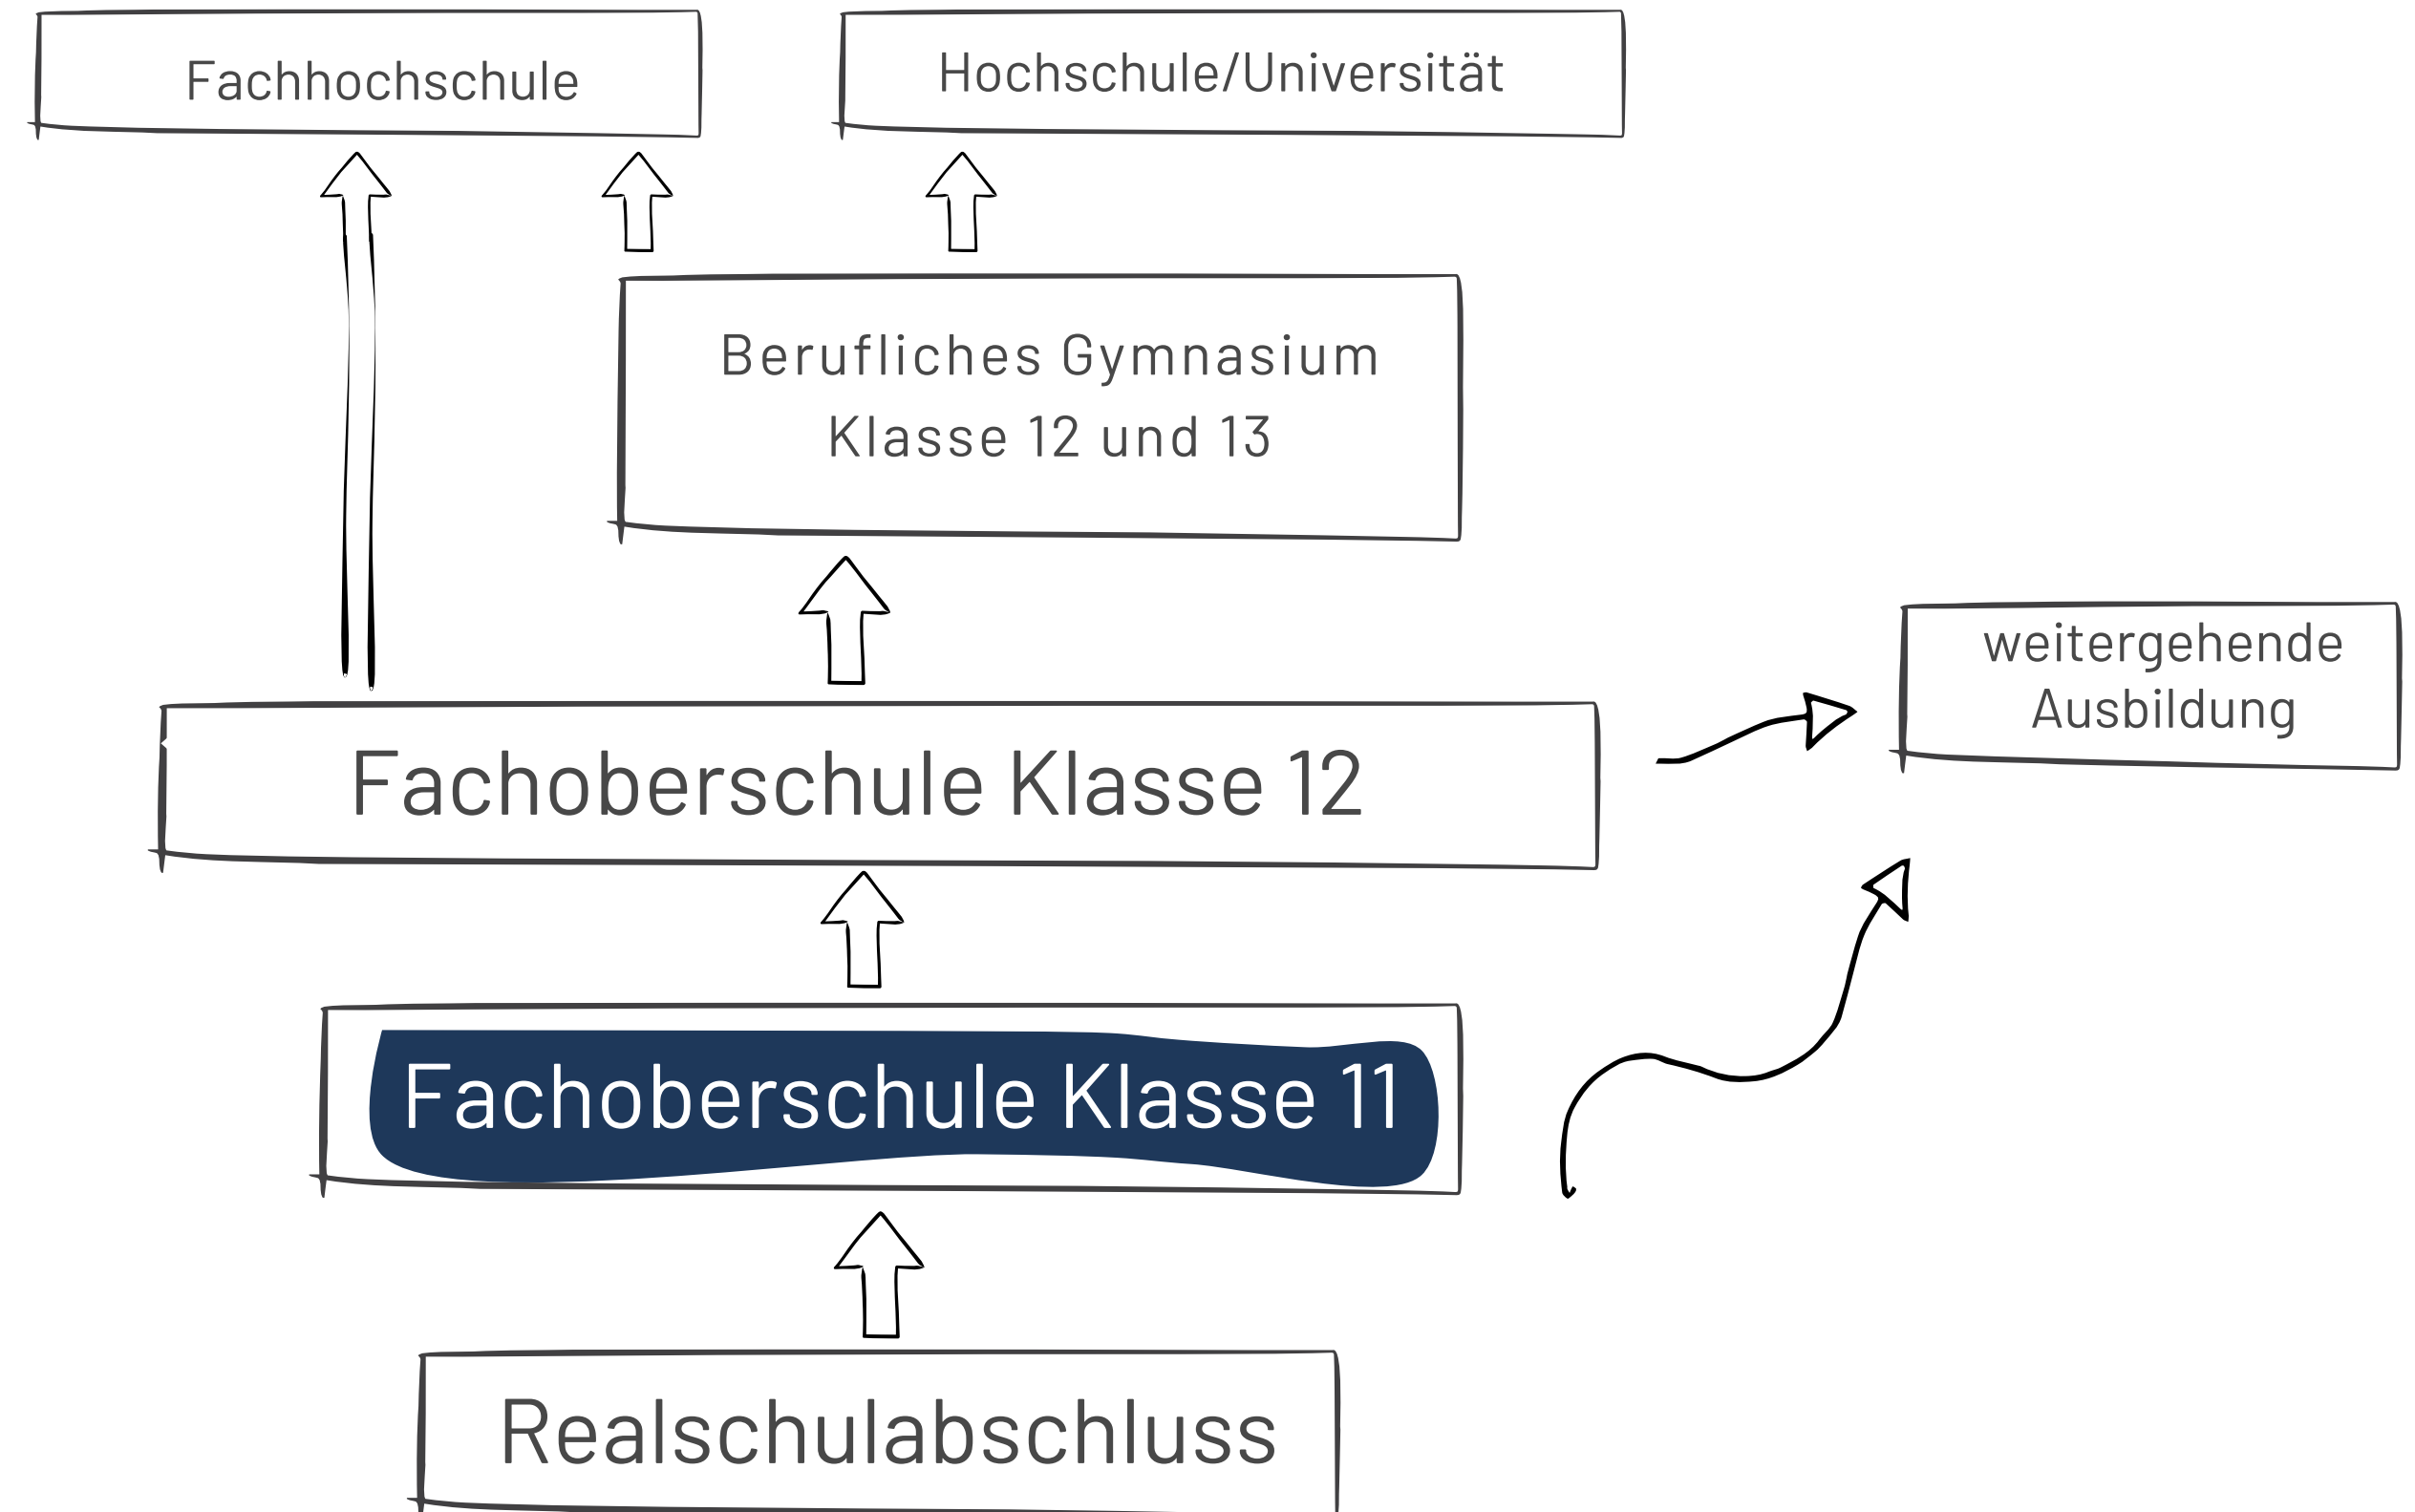 Fachhochschule
Hochschule/Universität
Berufliches Gymnasium
Klasse 12 und 13
weitergehende
Ausbildung
Fachoberschule Klasse 12
Fachoberschule Klasse 11
Realschulabschluss